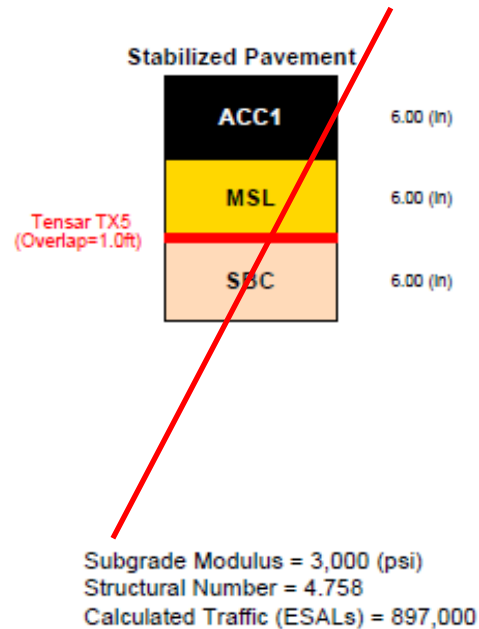 Stabilized Pavement
ACC1
6.00 (in)
MSL
6.00 (in)
Tensar TX5
(Overlap=1.0ft)
SBC
6.00 (in)
Subgrade Modulus = 3,000 (psi)
Structural Number = 4.758
Calculated Traffic (ESALs) = 897,000